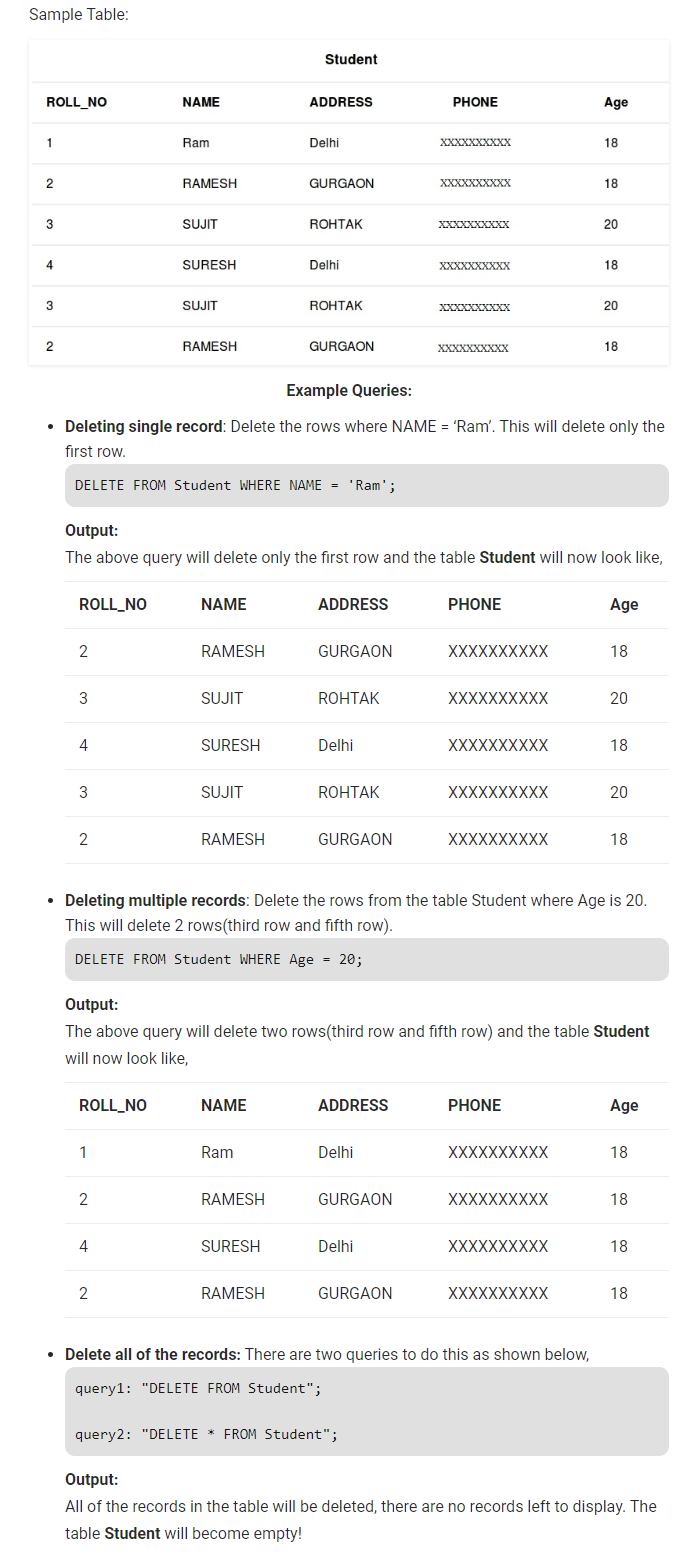 Sample Table:
Student
ROLL_NO NAME ADDRESS PHONE Age
1 Ram Delhi XXXXXXXXXX 18
2 RAMESH GURGAON XXXXXXXXXX 18
3 SUJIT ROHTAK XXXXXXXXXX 20
4 SURESH Delhi XXXXXXXXXX 18
3 SUJIT ROHTAK XXXXXXXXXX 20
2 RAMESH GURGAON XXXXXXXXXX 18
Example Queries:
• Deleting single record: Delete the rows where NAME = ‘Ram’. This will delete only the
first row.
DELETE FROM Student WHERE NAME = 'Ram';
Output:
The above query will delete only the first row and the table Student will now look like,
ROLL_NO NAME ADDRESS PHONE Age
2 RAMESH GURGAON XXXXXXXXXX 18
3 SUJIT ROHTAK XXXXXXXXXX 20
4 SURESH Delhi XXXXXXXXXX 18
3 SUJIT ROHTAK XXXXXXXXXX 20
2 RAMESH GURGAON XXXXXXXXXX 18
• Deleting multiple records: Delete the rows from the table Student where Age is 20.
This will delete 2 rows(third row and fifth row).
DELETE FROM Student WHERE Age = 20;
Output:
The above query will delete two rows(third row and fifth row) and the table Student
will now look like,
ROLL_NO NAME ADDRESS PHONE Age
1 Ram Delhi XXXXXXXXXX 18
2 RAMESH GURGAON XXXXXXXXXX 18
4 SURESH Delhi XXXXXXXXXX 18
2 RAMESH GURGAON XXXXXXXXXX 18
• Delete all of the records: There are two queries to do this as shown below,
query1: "DELETE FROM Student";
query2: "DELETE * FROM Student";
Output:
All of the records in the table will be deleted, there are no records left to display. The
table Student will become empty!